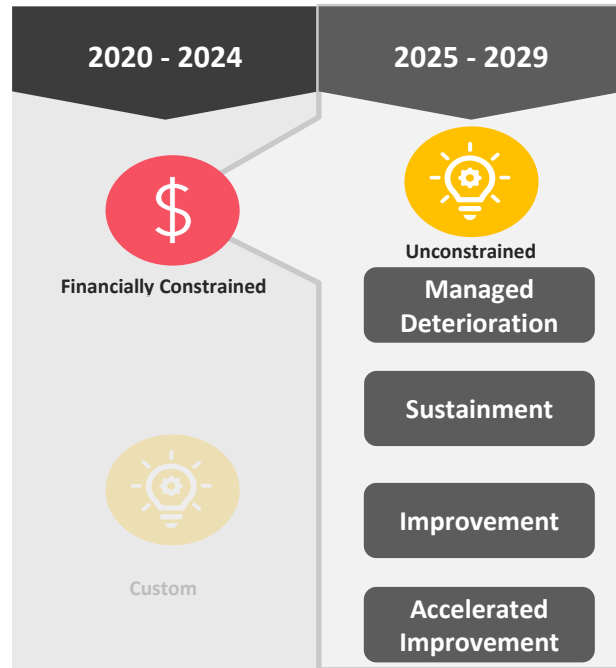 2020 - 2024
2025 - 2029
$
Financially Constrained
Custom
Unconstrained
Managed
Deterioration
Sustainment
Improvement
Accelerated
Improvement